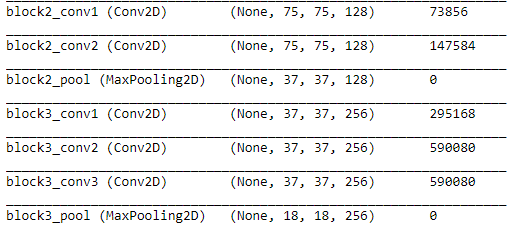 block2_conv1 (Conv2D) (None, 75, 75, 128) 73856
block2_conv2 (Conv2D) (None, 75, 75, 128) 147584
block2_pool (MaxPooling2D) (None, 37, 37, 128) 0
block3_conv1 (Conv2D) (None, 37, 37, 256) 295168
block3_conv2 (Conv2D) (None, 37, 37, 256) 590080
block3_conv3 (Conv2D) (None, 37, 37, 256) 590080
block3_pool (MaxPooling2D) (None, 18, 18, 256) 0